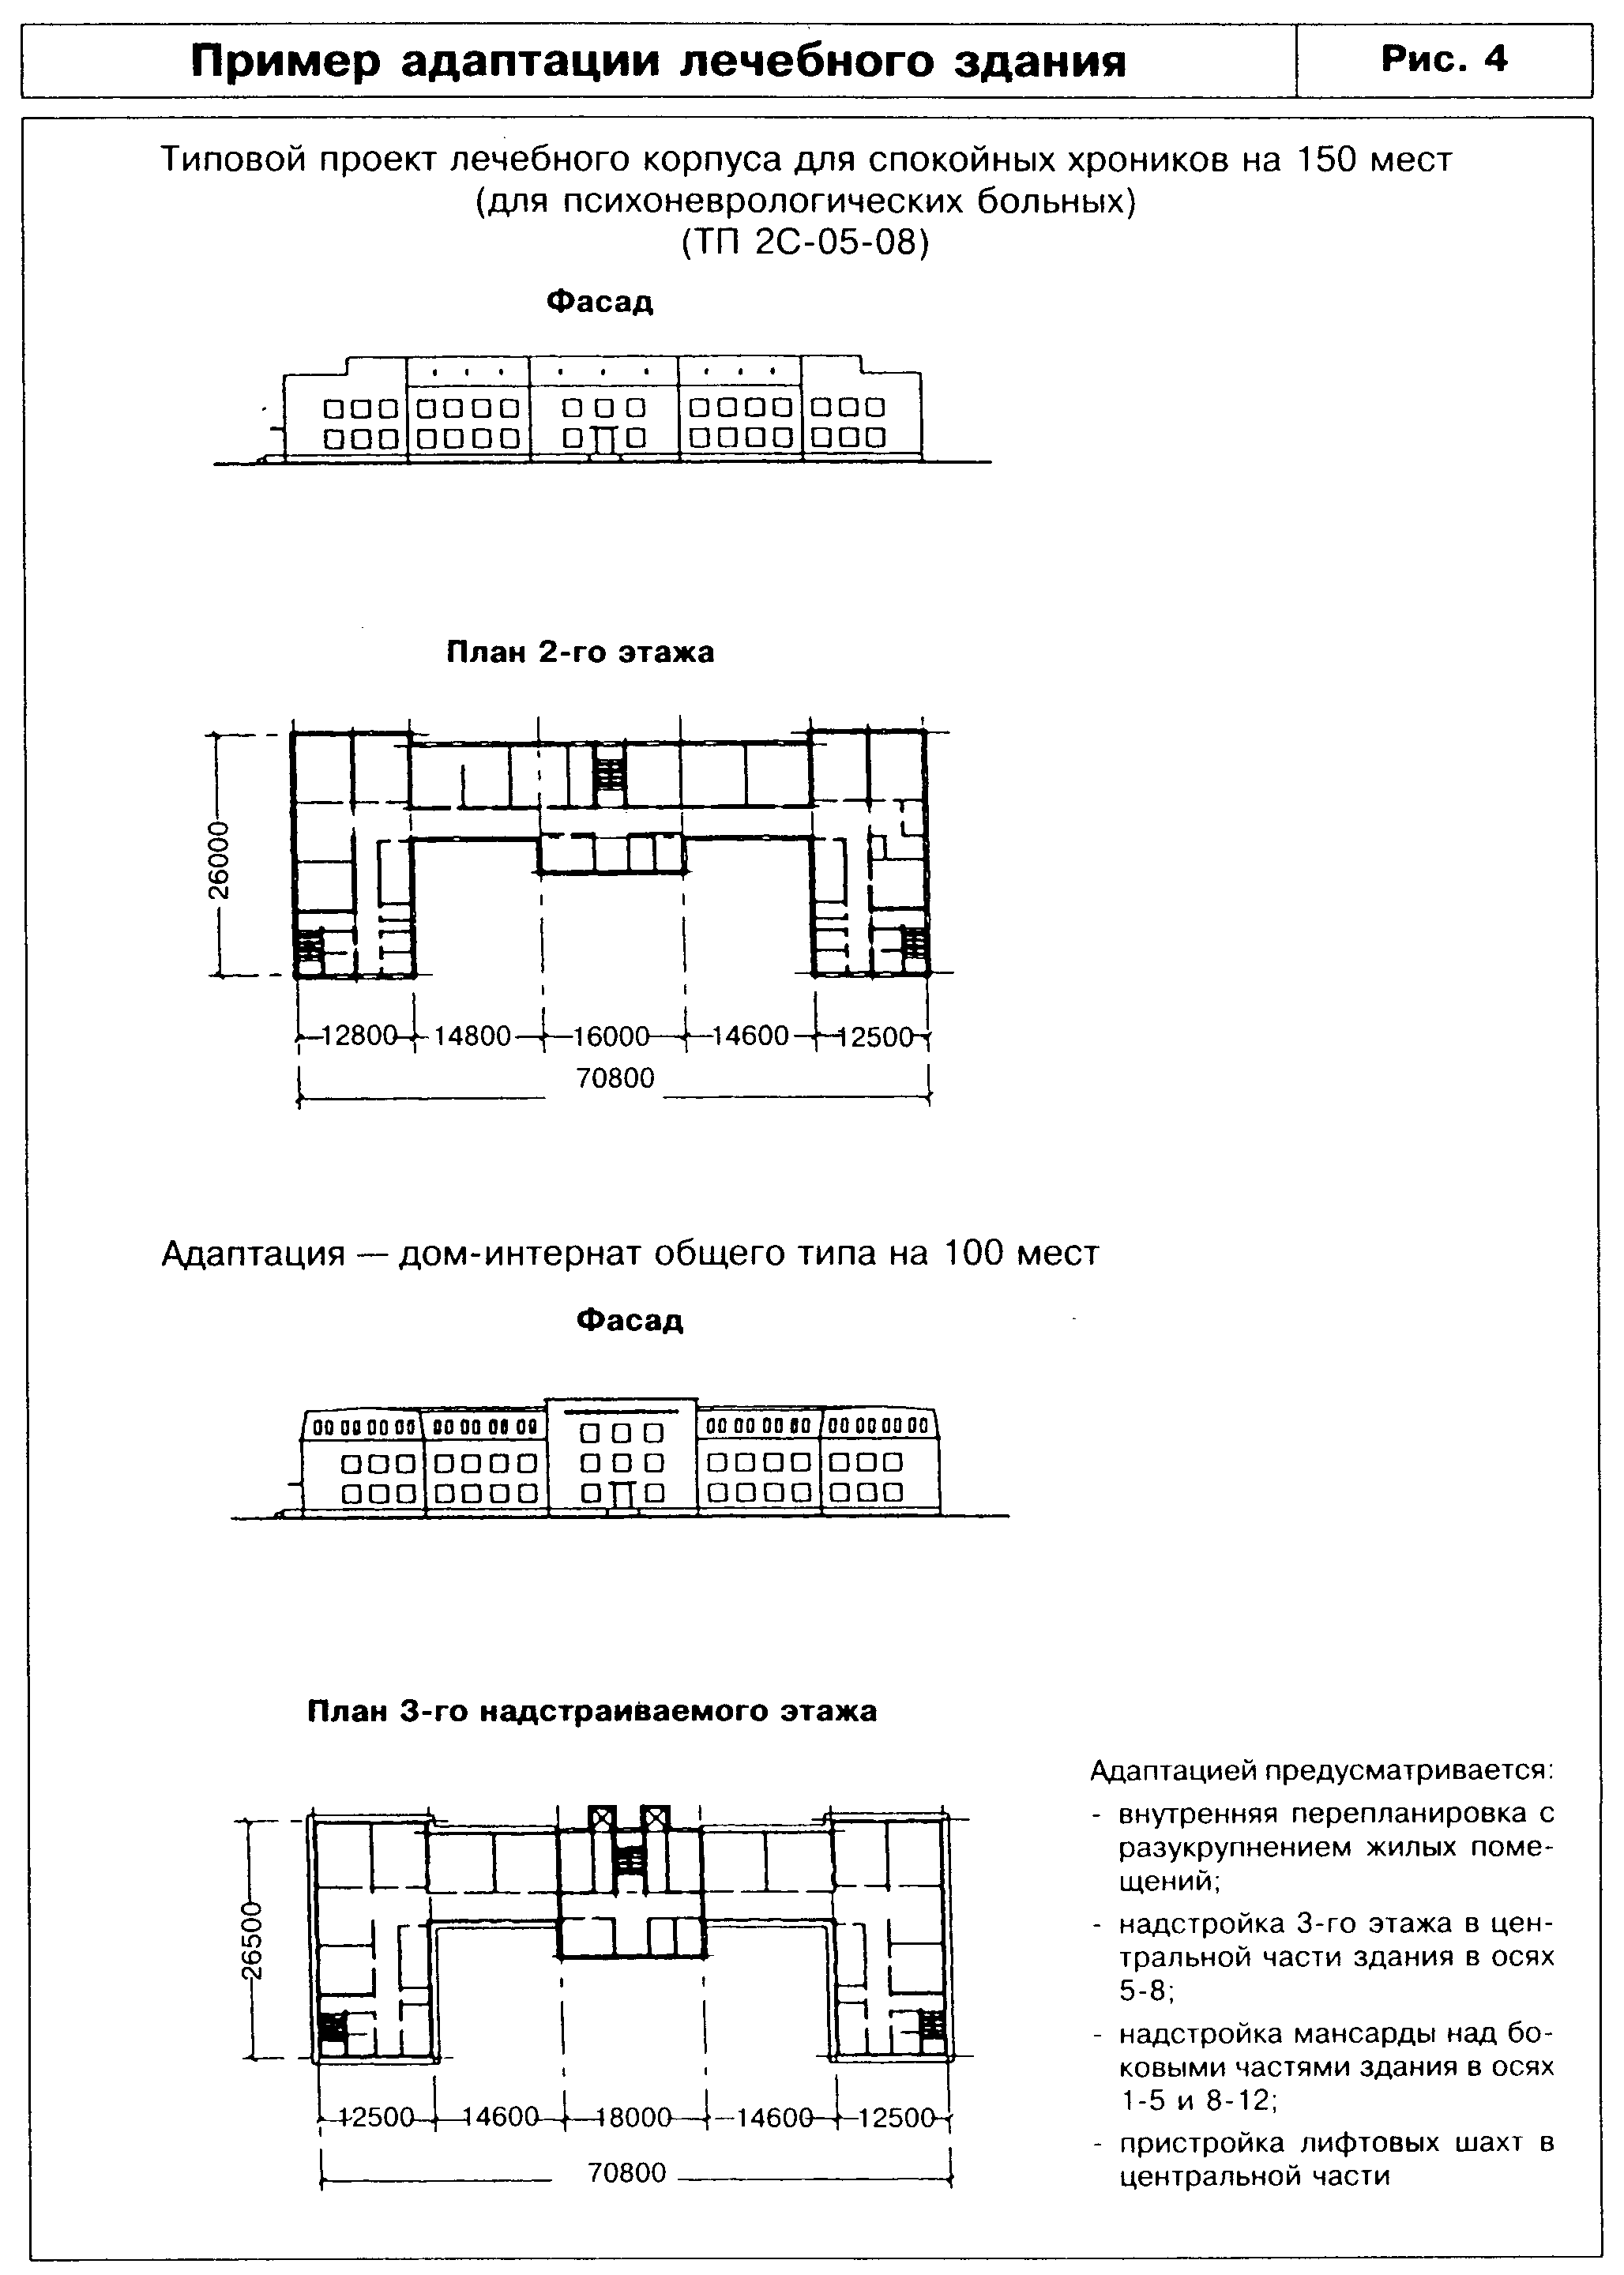 Пример адаптации лечебного здания
Рис. 4
Типовой проект лечебного корпуса для спокойных хроников на 150 мест
(для психоневрологических больных)
(ТП 2С-05-08)
Фасад
План 2-го этажа
26000
12800 14800 16000 14600 12500
70800
Адаптация — дом-интернат общего типа на 100 мест
Фасад
План 3-го надстраиваемого этажа
26500
12500 14600 18000 14600 12500
70800
Адаптацией предусматривается:
- внутренняя перепланировка с
разукрупнением жилых поме-
щений;
- надстройка 3-го этажа в цен-
тральной части здания в осях
5-8;
- надстройка мансарды над бо-
ковыми частями здания в осях
1-5 и 8-12;
- пристройка лифтовых шахт в
центральной части